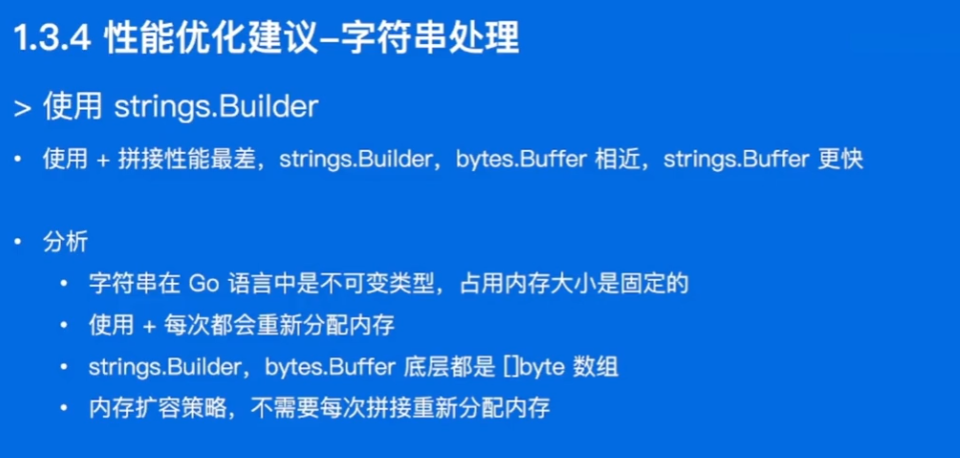 1.3.4 性能优化建议-字符串处理
> 使用 strings.Builder
• 使用 + 拼接性能最差，strings.Builder，bytes.Buffer 相近，strings.Buffer 更快
• 分析
• 字符串在 Go 语言中是不可变类型，占用内存大小是固定的
• 使用 + 每次都会重新分配内存
• strings.Builder，bytes.Buffer 底层都是 []byte 数组
• 内存扩容策略，不需要每次拼接重新分配内存